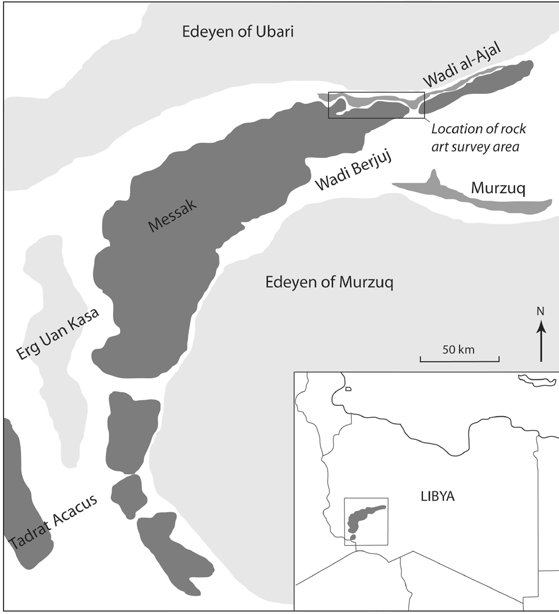 Edeyen of Ubari
Wadi al-Ajal
Location of rock
art survey area
Wadi Berjuj
Murzuq
Messak
Edeyen of Murzuq
Erg Uan Kasa
N
50 km
LIBYA
Tadrat Acacus